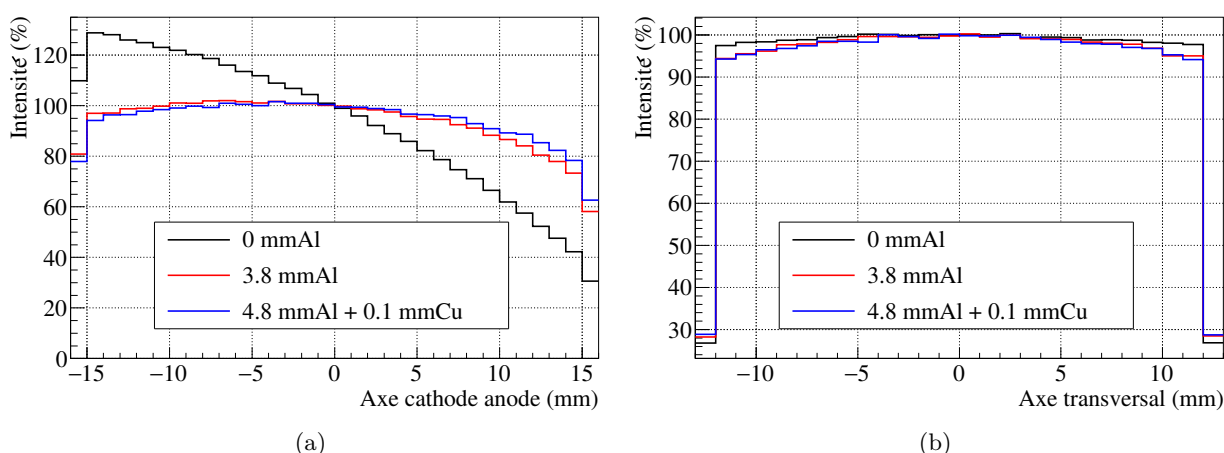 Intensité (%)
120
100
80
60
40
20
0
0 mmAl
3.8 mmAl
4.8 mmAl + 0.1 mmCu
−15 −10 −5 0 5 10 15
Axe cathode anode (mm)
(a)
Intensité (%)
100
90
80
70
60
50
40
30
0 mmAl
3.8 mmAl
4.8 mmAl + 0.1 mmCu
−10 −5 0 5 10
Axe transversal (mm)
(b)